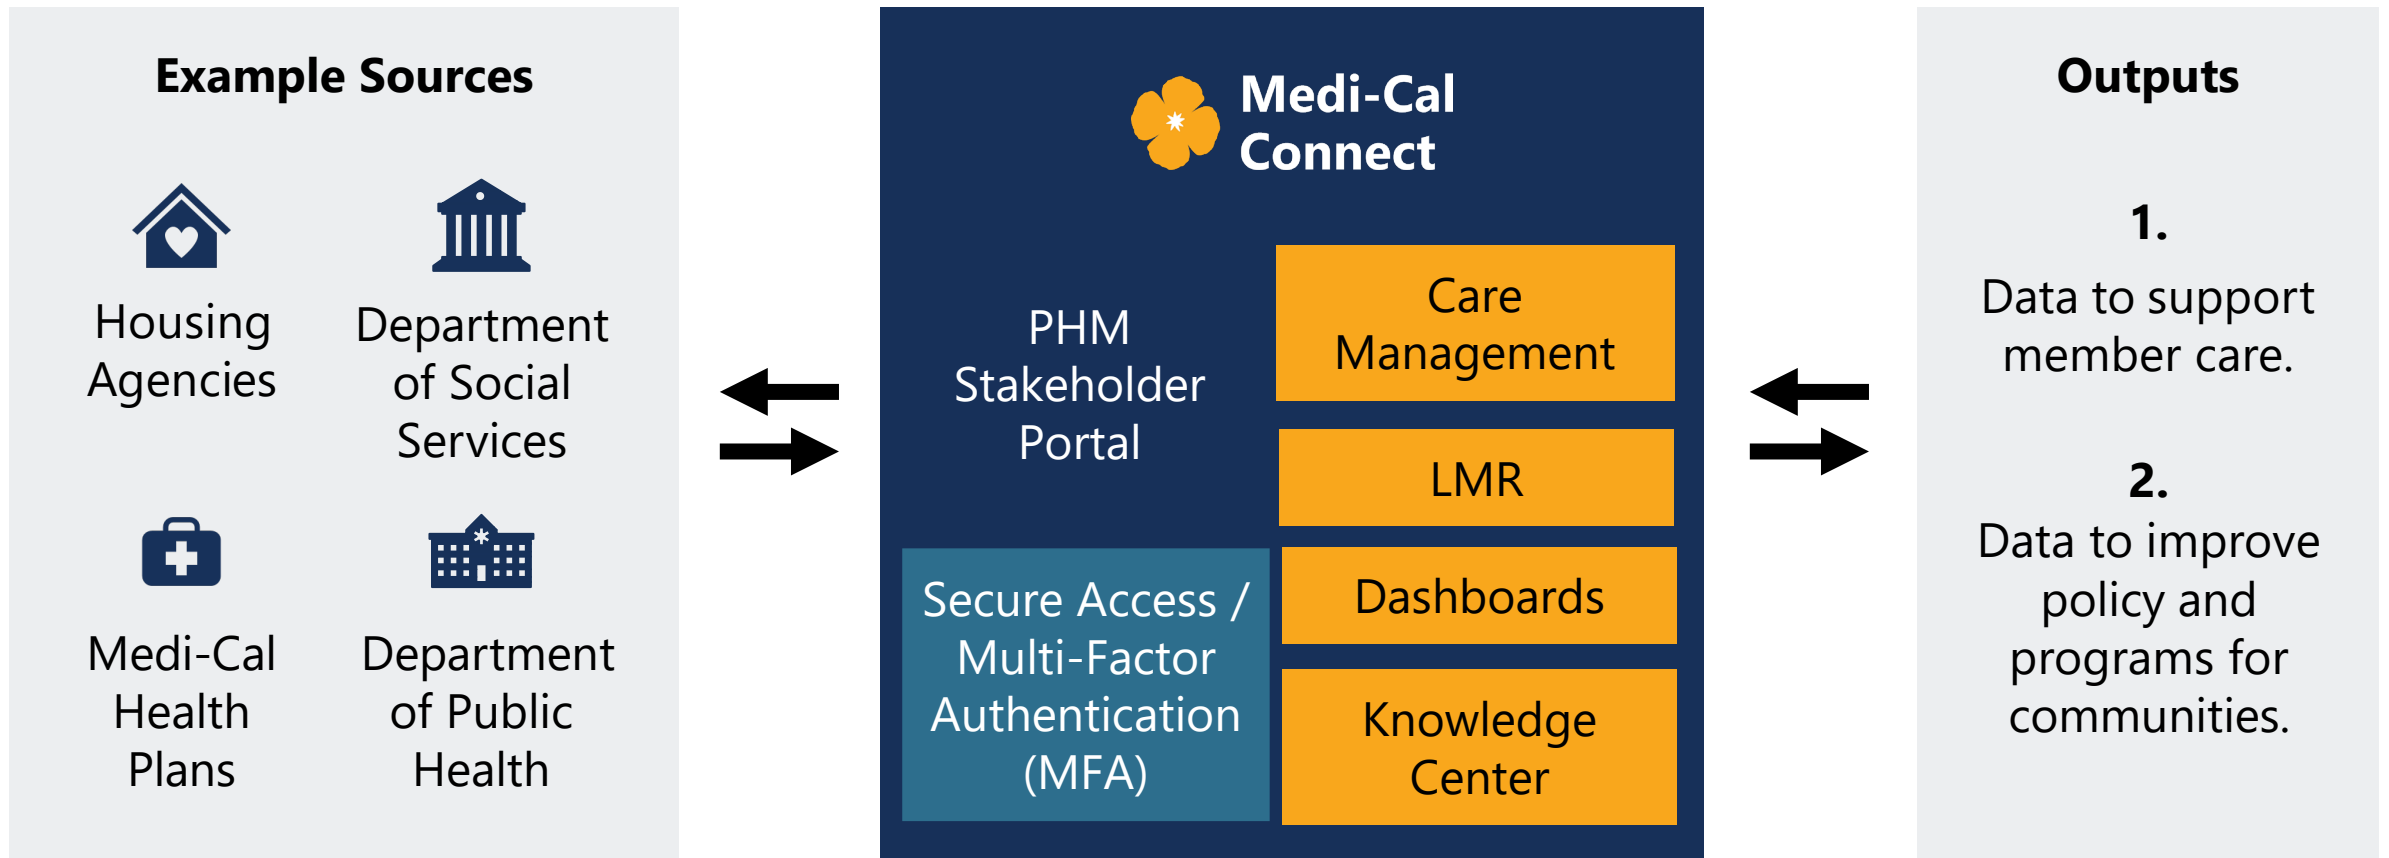 Example Sources
Housing
Agencies
Department
of Social
Services
Medi-Cal
Health
Plans
Department
of Public
Health
Medi-Cal
Connect
PHM
Stakeholder
Portal
Secure Access /
Multi-Factor
Authentication
(MFA)
Care
Management
LMR
Dashboards
Knowledge
Center
Outputs
1.
Data to support
member care.
2.
Data to improve
policy and
programs for
communities.